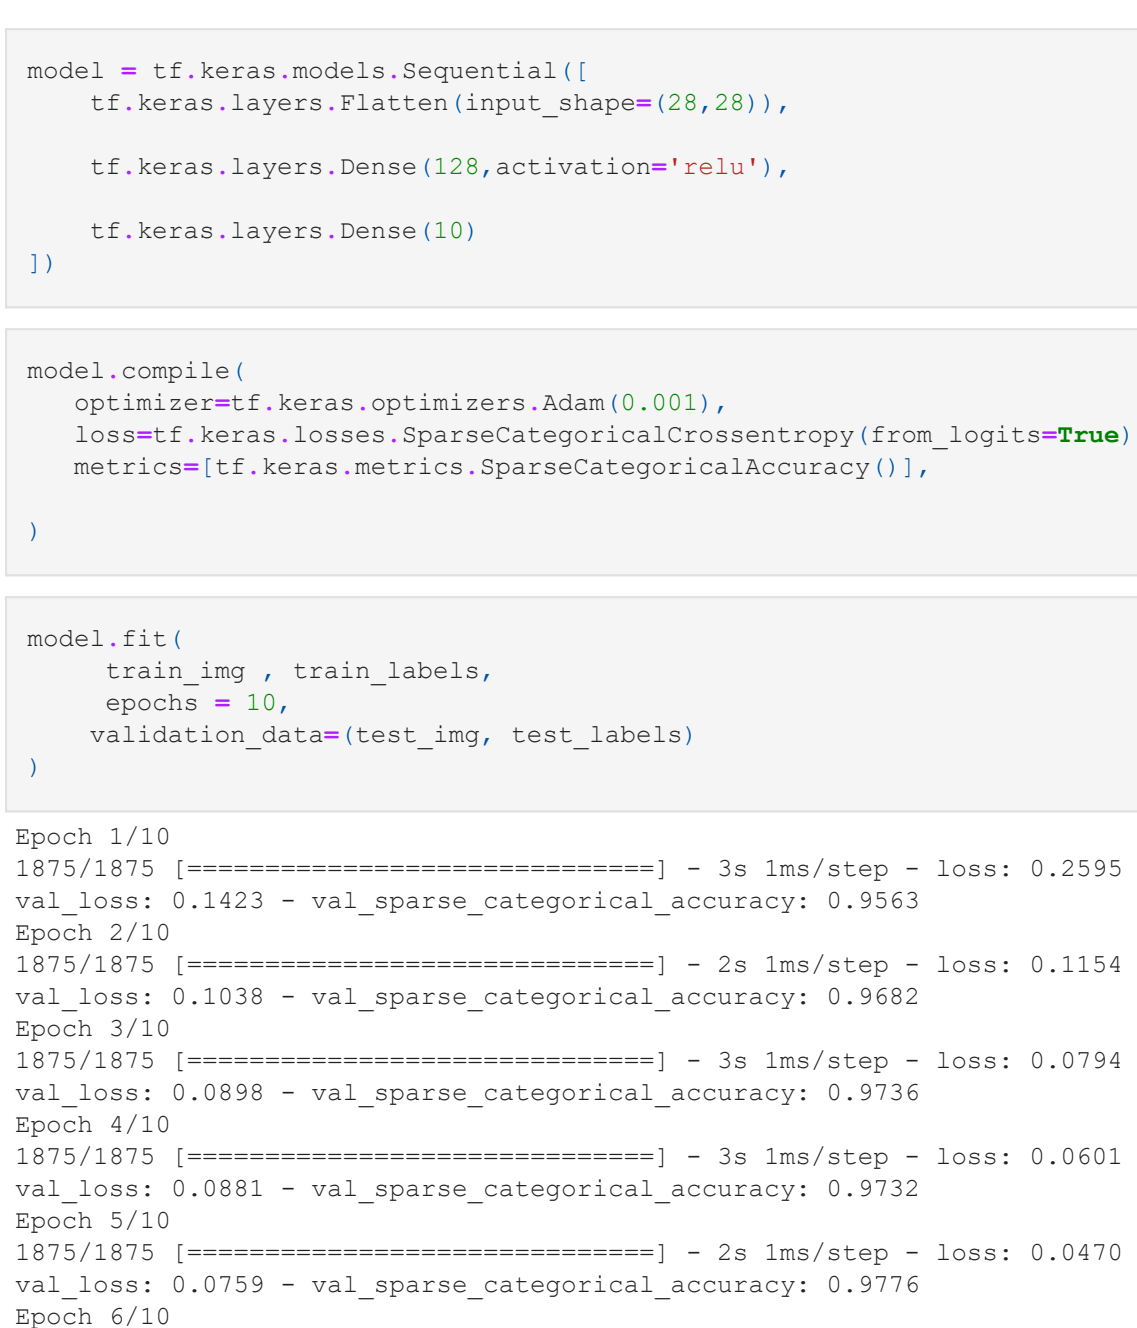 model = tf.keras.models.Sequential([
    tf.keras.layers.Flatten(input_shape=(28,28)),
    tf.keras.layers.Dense(128,activation='relu'),
    tf.keras.layers.Dense(10)
])
model.compile(
   optimizer=tf.keras.optimizers.Adam(0.001),
   loss=tf.keras.losses.SparseCategoricalCrossentropy(from_logits=True)
   metrics=[tf.keras.metrics.SparseCategoricalAccuracy()],
)
model.fit(
     train_img , train_labels,
     epochs = 10,
    validation_data=(test_img, test_labels)
)
Epoch 1/10
1875/1875 [==============================] - 3s 1ms/step - loss: 0.2595
val_loss: 0.1423 - val_sparse_categorical_accuracy: 0.9563
Epoch 2/10
1875/1875 [==============================] - 2s 1ms/step - loss: 0.1154
val_loss: 0.1038 - val_sparse_categorical_accuracy: 0.9682
Epoch 3/10
1875/1875 [==============================] - 3s 1ms/step - loss: 0.0794
val_loss: 0.0898 - val_sparse_categorical_accuracy: 0.9736
Epoch 4/10
1875/1875 [==============================] - 3s 1ms/step - loss: 0.0601
val_loss: 0.0881 - val_sparse_categorical_accuracy: 0.9732
Epoch 5/10
1875/1875 [==============================] - 2s 1ms/step - loss: 0.0470
val_loss: 0.0759 - val_sparse_categorical_accuracy: 0.9776
Epoch 6/10